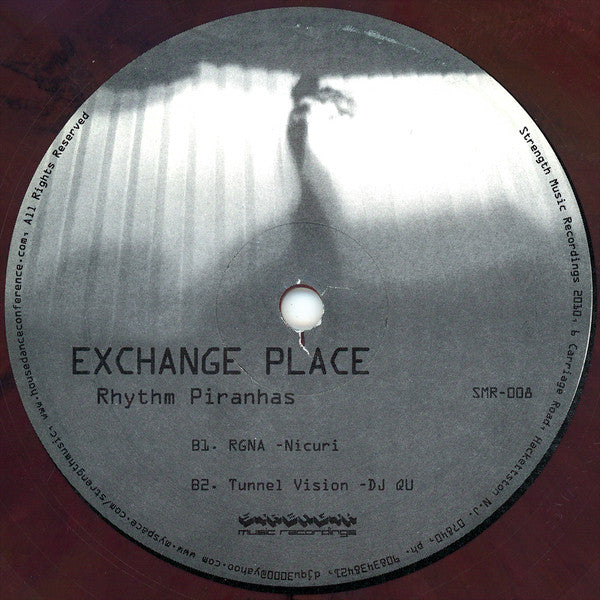 EXCHANGE PLACE
Rhythm Piranhas
SMR-008
B1. RGNA -Nicuri
B2. Tunnel Vision -DJ QU
music recordings
Strength Music Recordings 2010, 6 Carriage Road, Hackettston N.J. 07840, ph. 9083438421, djqu3000@yahoo.com www.myspace.com/strengthmusic, www.housedanceconference.com, All Rights Reserved